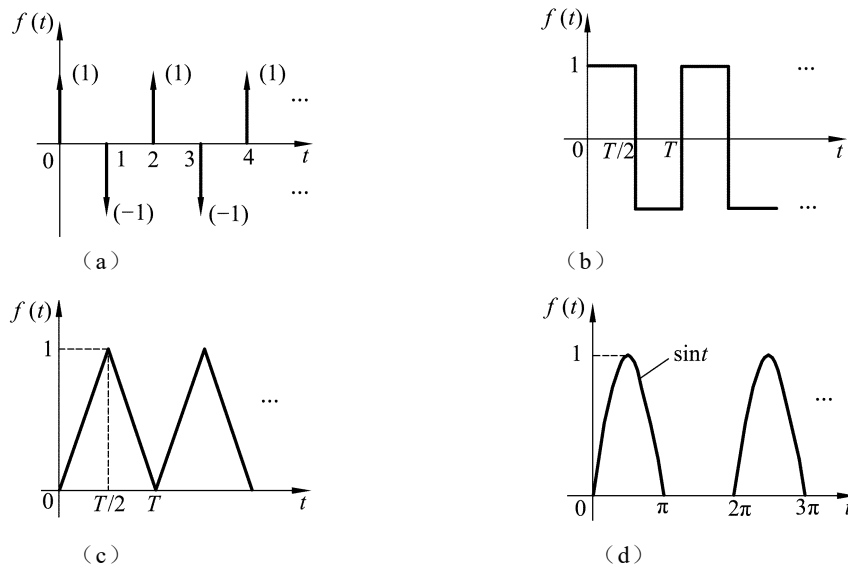 f (t)
(1) (1) (1)
...
0 1 2 3 4 t
...
(−1) (−1)
(a)
f (t)
1 ...
0 T/2 T t
...
(b)
f (t)
1
...
0 T/2 T t
(c)
f (t)
1 sint
...
0 π 2π 3π t
(d)